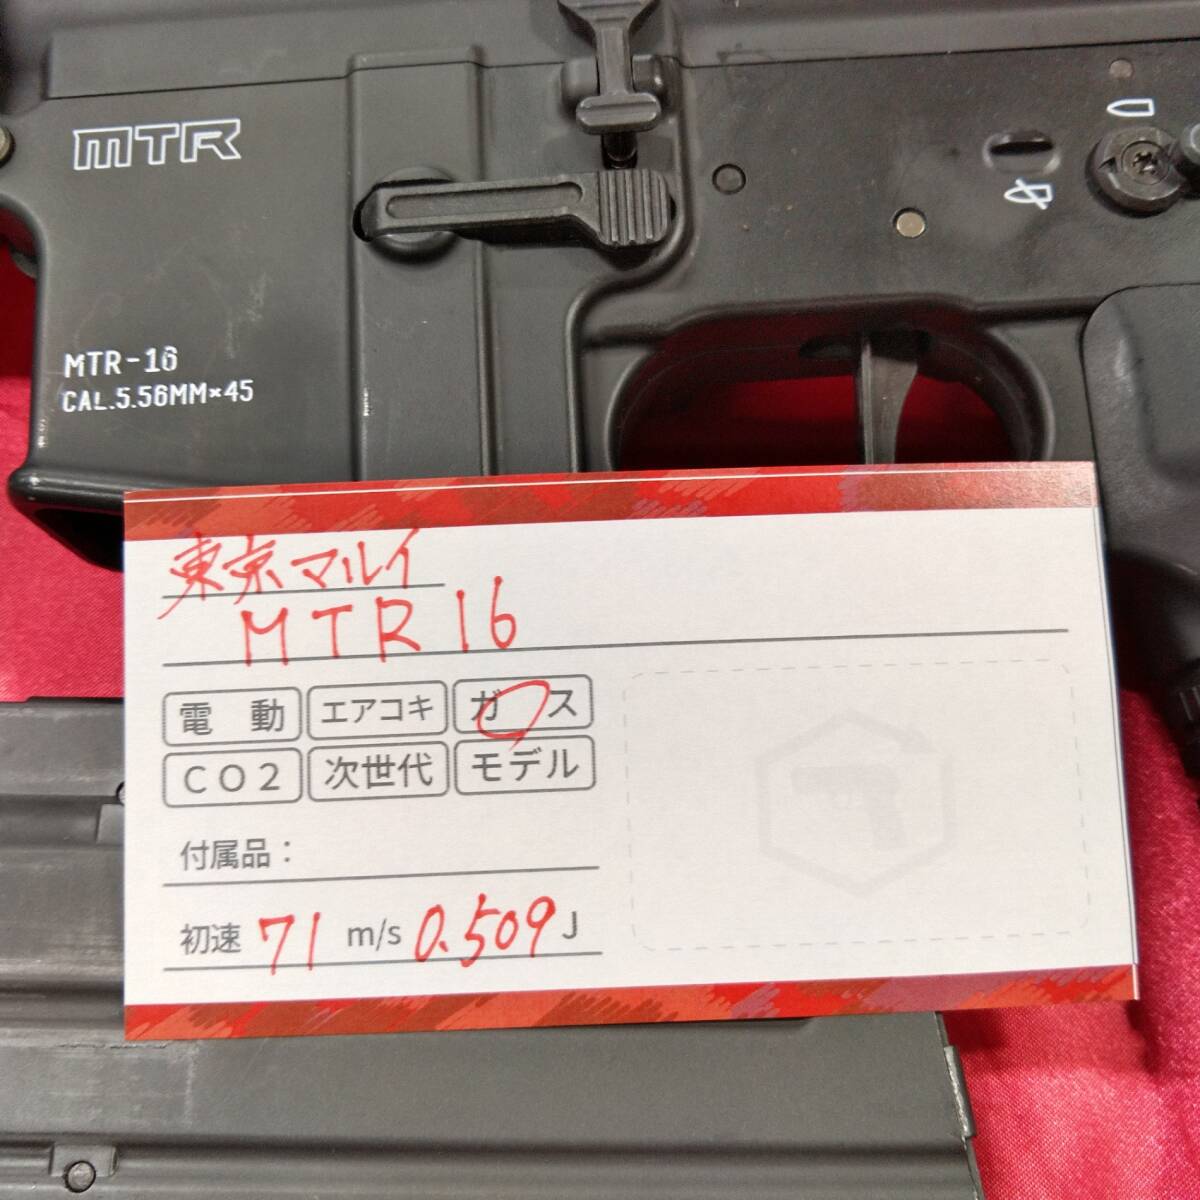 MTR
MTR-16
CAL.5.56MM×45
東京マルイ
MTR16
電動 エアコキ ガス
CO2 次世代 モデル
付属品：
初速 71 m/s 0.509 J